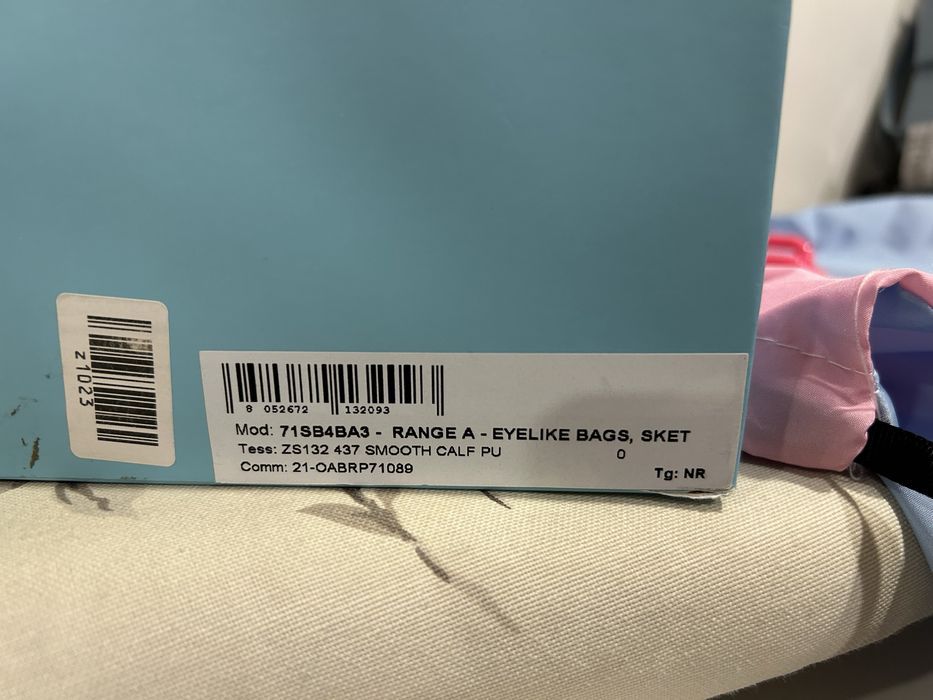 z1023
8 052672 132093
Mod: 71SB4BA3 - RANGE A - EYELIKE BAGS, SKET
Tess: ZS132 437 SMOOTH CALF PU 0
Comm: 21-OABRP71089
Tg: NR